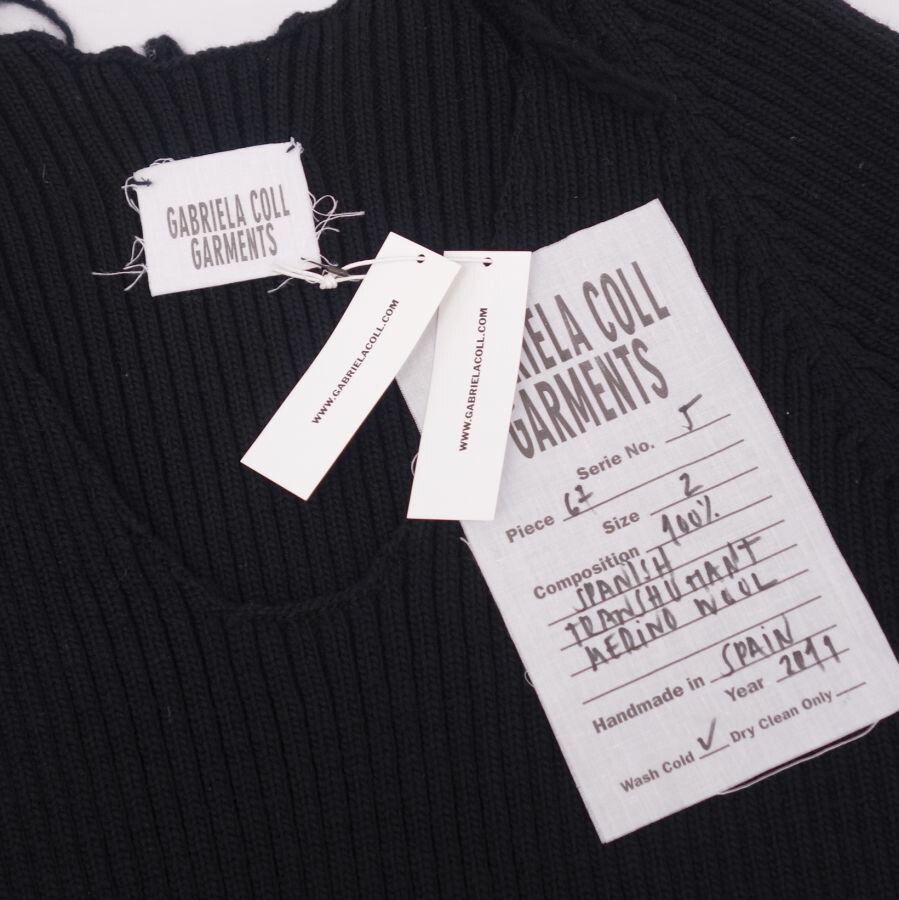 GABRIELA COLL
GARMENTS
WWW.GABRIELACOLL.COM
WWW.GABRIELACOLL.COM
RIELA COLL
GARMENTS
Serie No. 5
Piece 67
Size 2
Composition 100%
SPANISH
TRANSHUMANT
MERINO WOOL
Handmade in SPAIN
Year 2019
Wash Cold ✓ Dry Clean Only